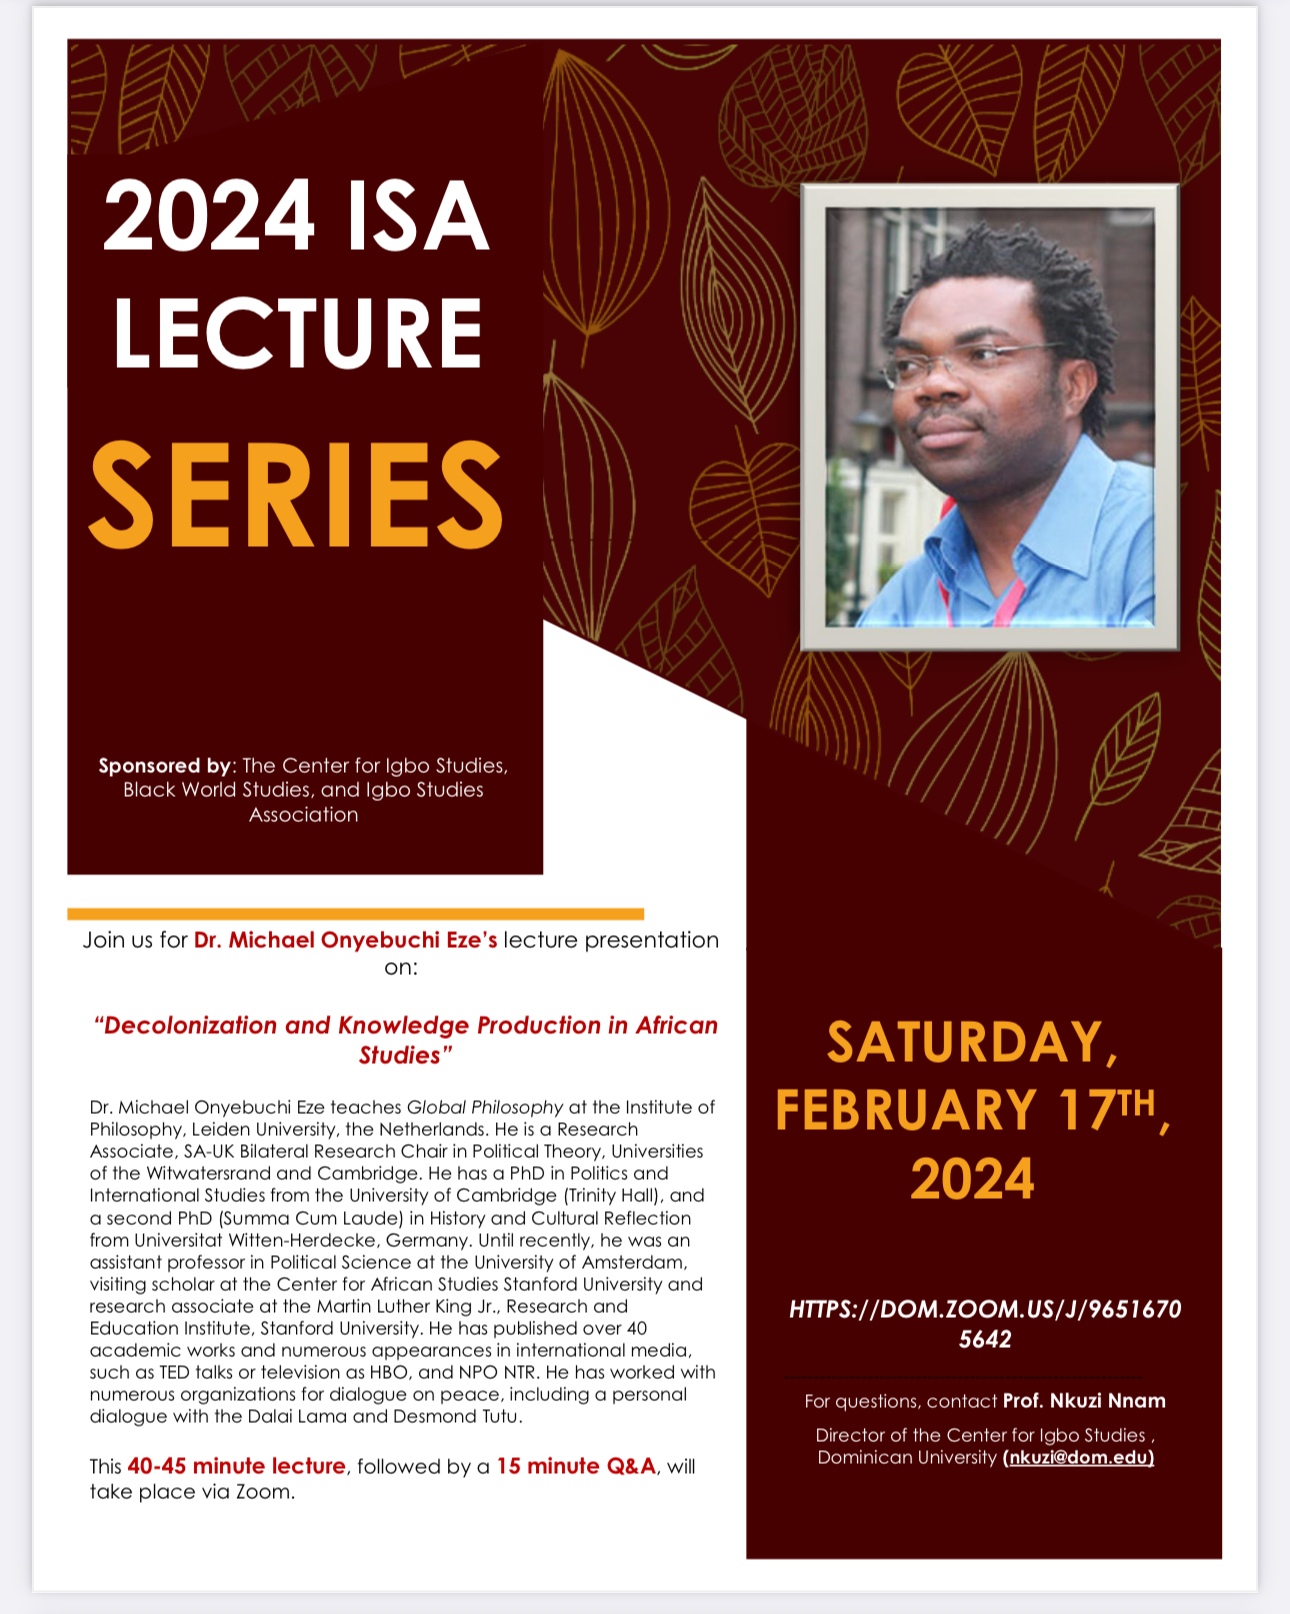 2024 ISA
LECTURE
SERIES
Sponsored by: The Center for Igbo Studies,
Black World Studies, and Igbo Studies
Association
Join us for Dr. Michael Onyebuchi Eze’s lecture presentation
on:
“Decolonization and Knowledge Production in African
Studies”
Dr. Michael Onyebuchi Eze teaches Global Philosophy at the Institute of
Philosophy, Leiden University, the Netherlands. He is a Research
Associate, SA-UK Bilateral Research Chair in Political Theory, Universities
of the Witwatersrand and Cambridge. He has a PhD in Politics and
International Studies from the University of Cambridge (Trinity Hall), and
a second PhD (Summa Cum Laude) in History and Cultural Reflection
from Universitat Witten-Herdecke, Germany. Until recently, he was an
assistant professor in Political Science at the University of Amsterdam,
visiting scholar at the Center for African Studies Stanford University and
research associate at the Martin Luther King Jr., Research and
Education Institute, Stanford University. He has published over 40
academic works and numerous appearances in international media,
such as TED talks or television as HBO, and NPO NTR. He has worked with
numerous organizations for dialogue on peace, including a personal
dialogue with the Dalai Lama and Desmond Tutu.
This 40-45 minute lecture, followed by a 15 minute Q&A, will
take place via Zoom.
SATURDAY,
FEBRUARY 17TH,
2024
HTTPS://DOM.ZOOM.US/J/9651670
5642
For questions, contact Prof. Nkuzi Nnam
Director of the Center for Igbo Studies ,
Dominican University (nkuzi@dom.edu)